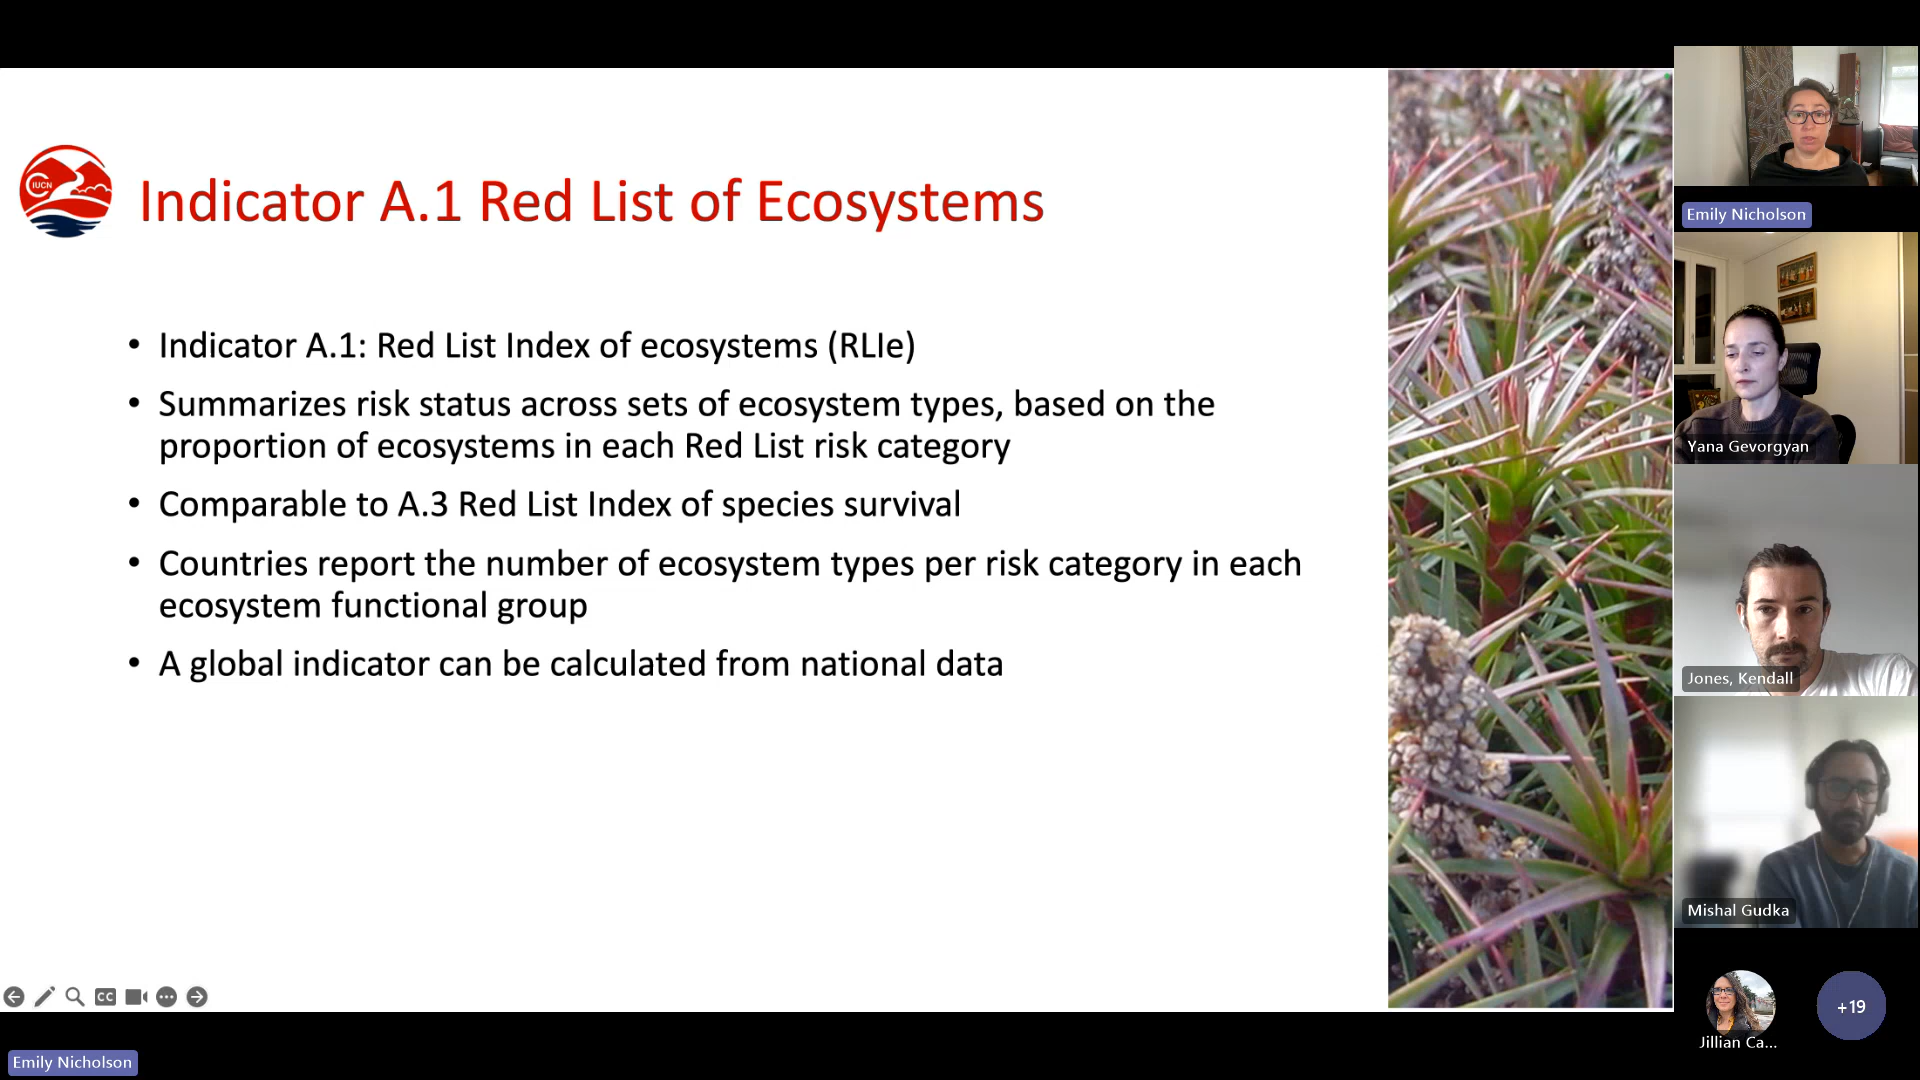 IUCN
Indicator A.1 Red List of Ecosystems
• Indicator A.1: Red List Index of ecosystems (RLIe)
• Summarizes risk status across sets of ecosystem types, based on the
proportion of ecosystems in each Red List risk category
• Comparable to A.3 Red List Index of species survival
• Countries report the number of ecosystem types per risk category in each
ecosystem functional group
• A global indicator can be calculated from national data
CC
Emily Nicholson
Emily Nicholson
Yana Gevorgyan
Jones, Kendall
Mishal Gudka
Jillian Ca...
+19